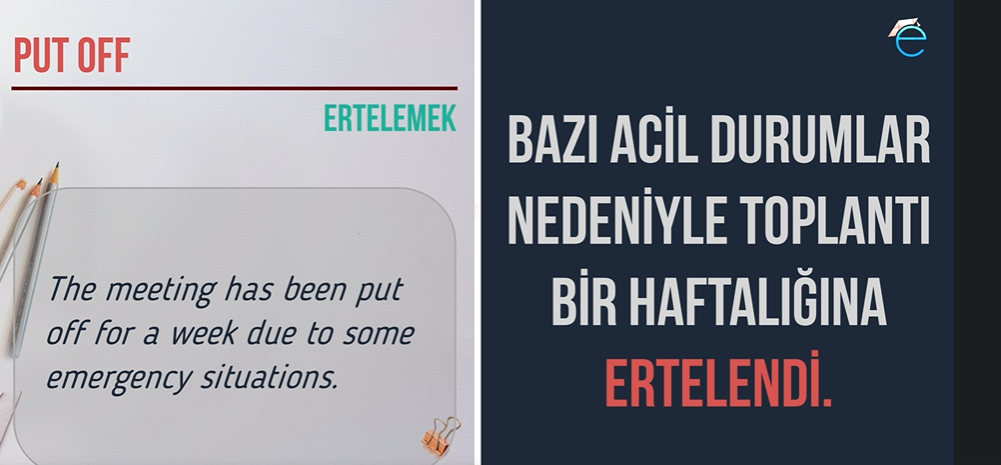 PUT OFF
ERTELEMEK
The meeting has been put
off for a week due to some
emergency situations.
e
BAZI ACİL DURUMLAR
NEDENİYLE TOPLANTI
BİR HAFTALIĞINA
ERTELENDİ.